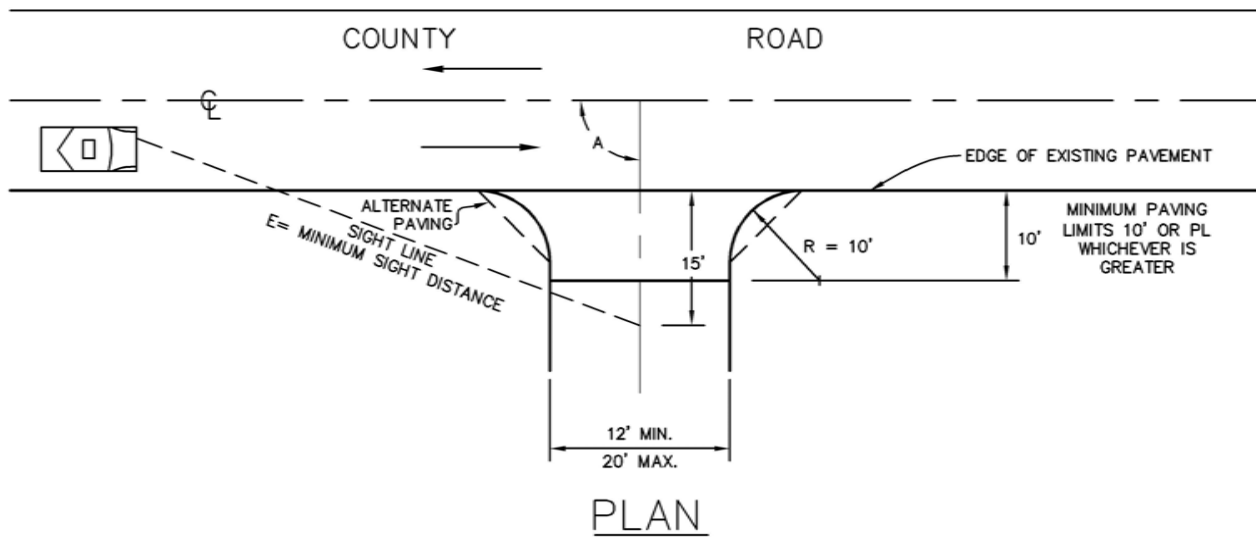 COUNTY ROAD
℄
A
EDGE OF EXISTING PAVEMENT
ALTERNATE
PAVING
SIGHT LINE
E= MINIMUM SIGHT DISTANCE
15'
R = 10'
10'
MINIMUM PAVING
LIMITS 10' OR PL
WHICHEVER IS
GREATER
12' MIN.
20' MAX.
PLAN